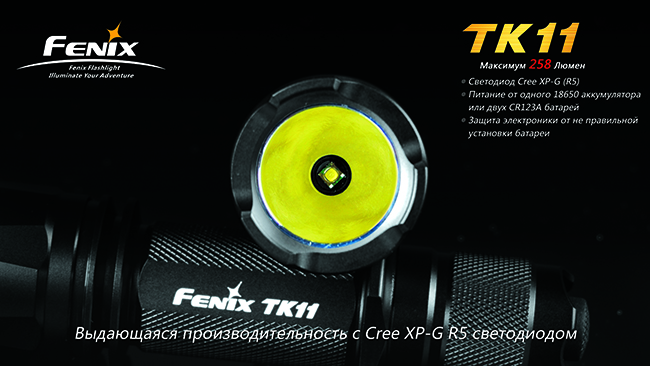 FENIX
Fenix Flashlight
Illuminate Your Adventure
TK11
Максимум 258 Люмен
Светодиод Cree XP-G (R5)
Питание от одного 18650 аккумулятора
или двух CR123A батарей
Защита электроники от не правильной
установки батареи
FENIX TK11
Выдающаяся производительность с Cree XP-G R5 светодиодом